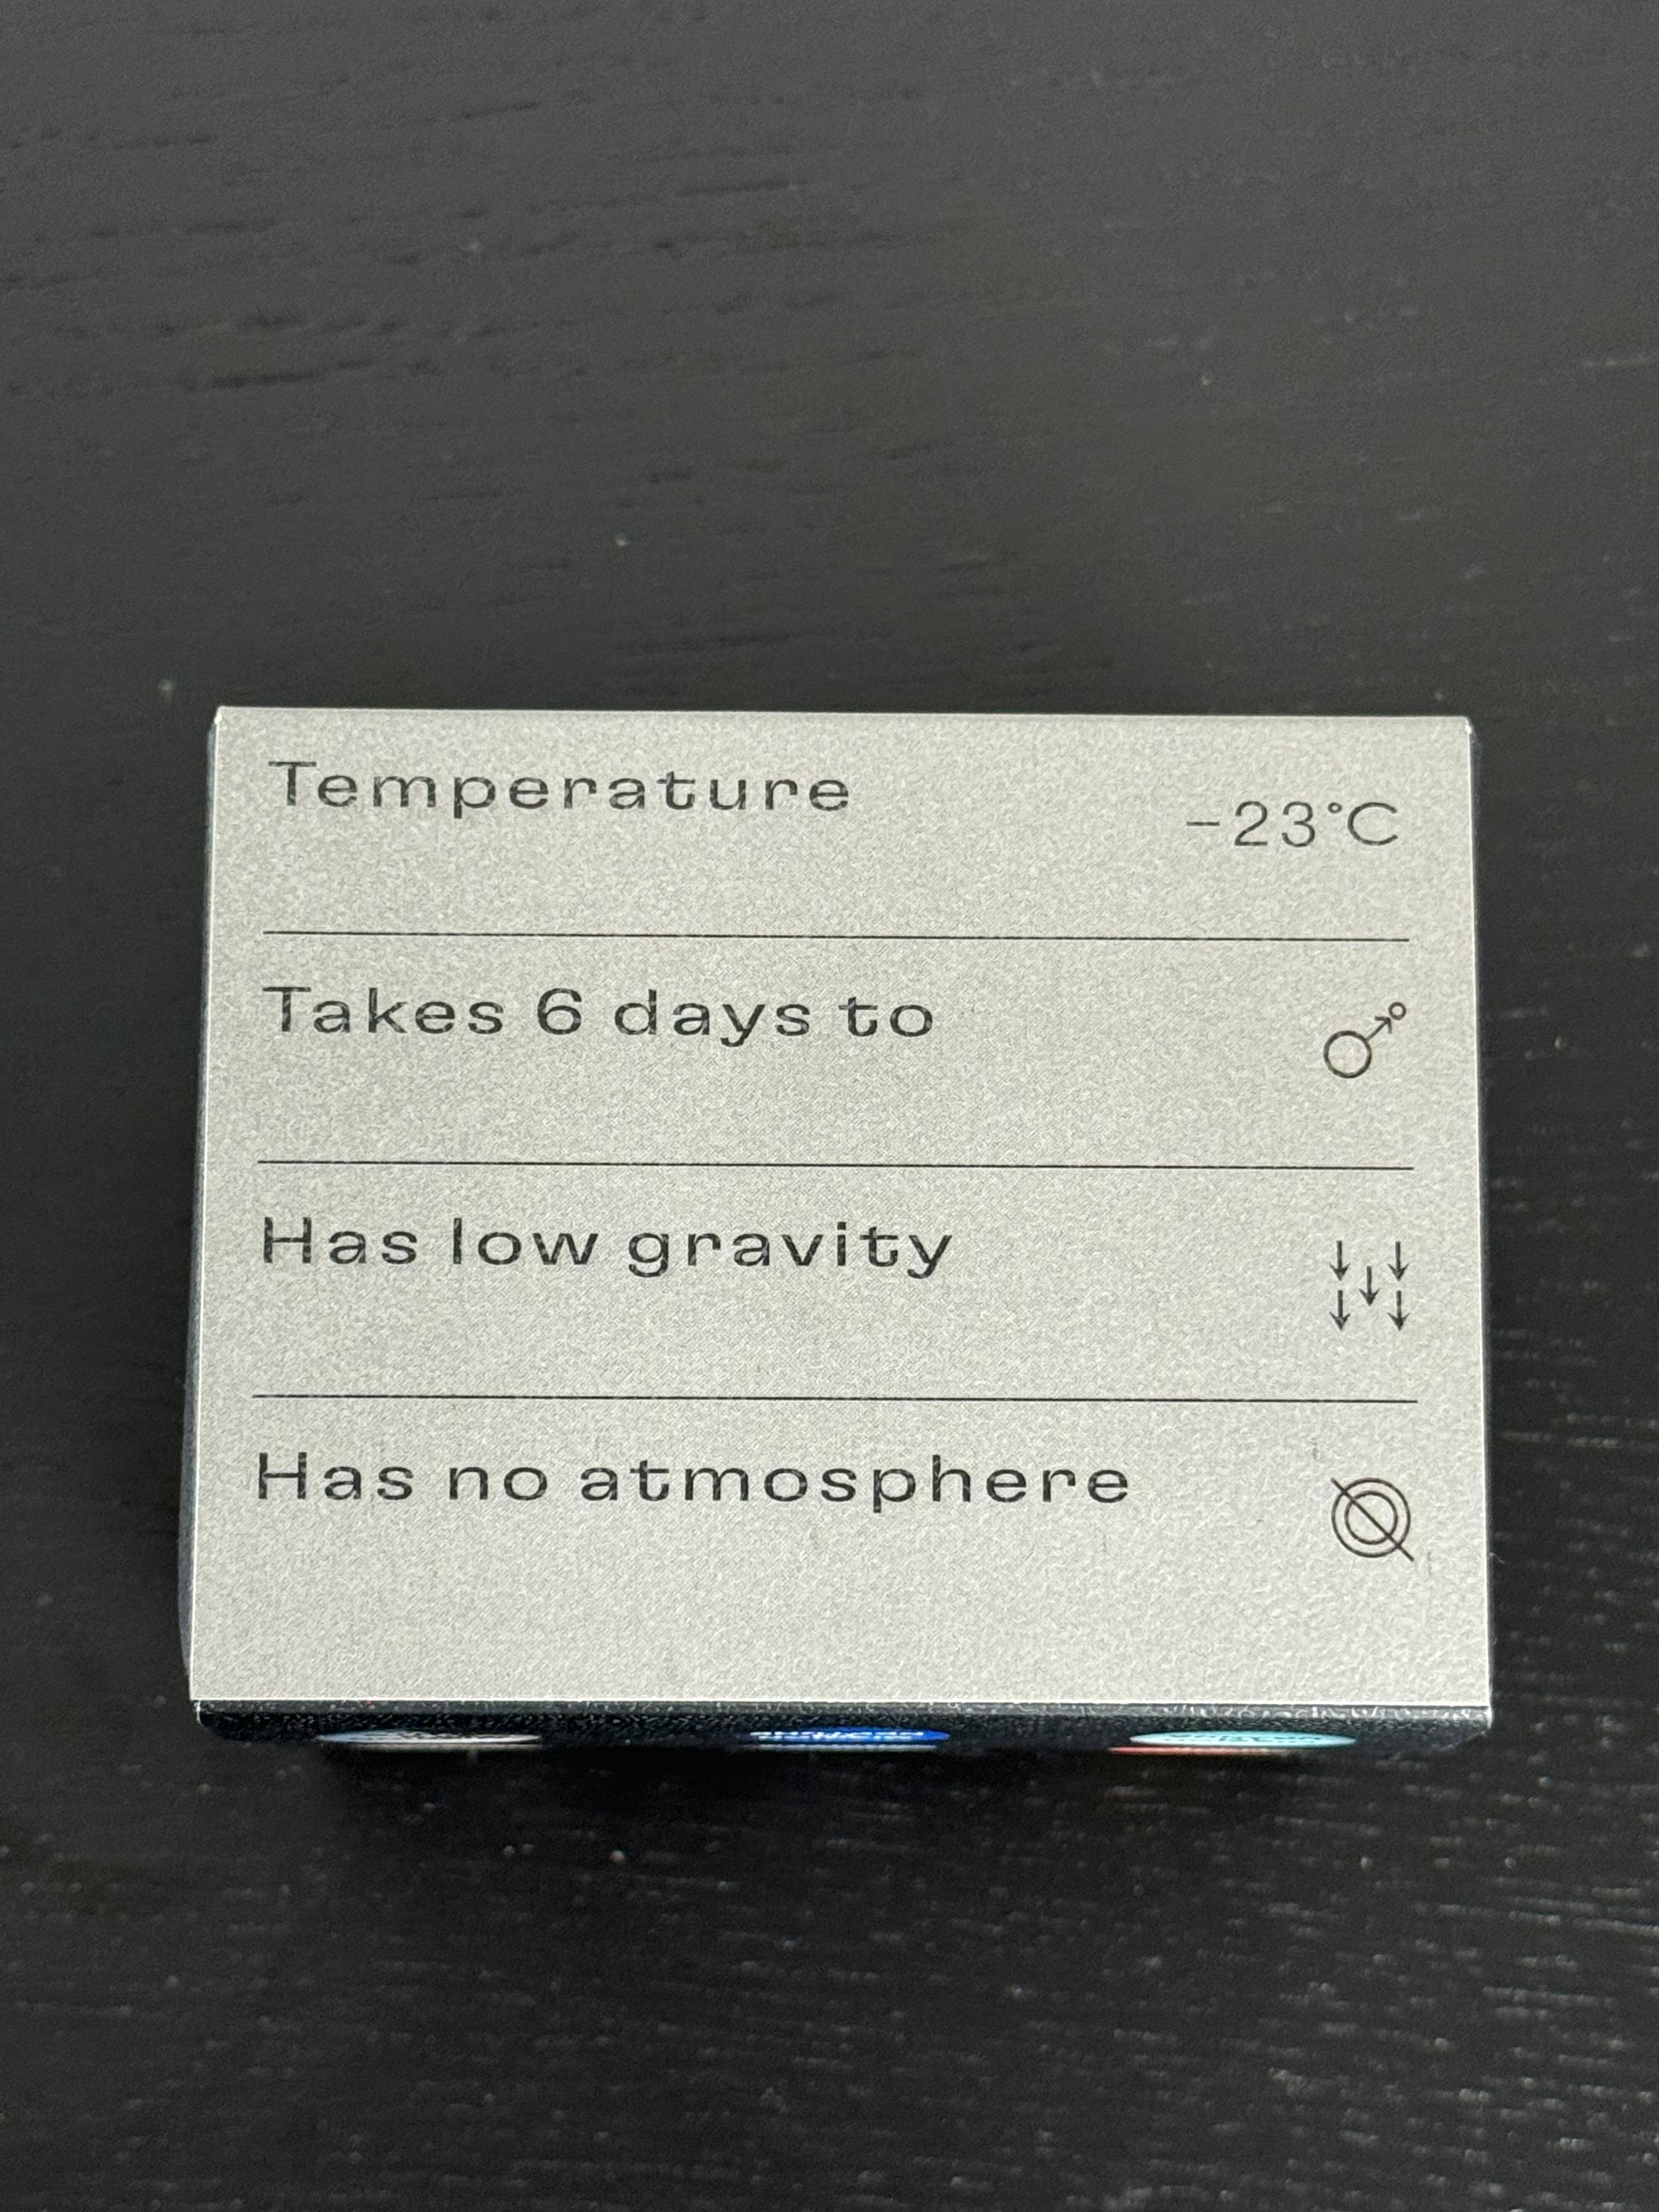 Temperature
−23°C
Takes 6 days to
Has low gravity
Has no atmosphere